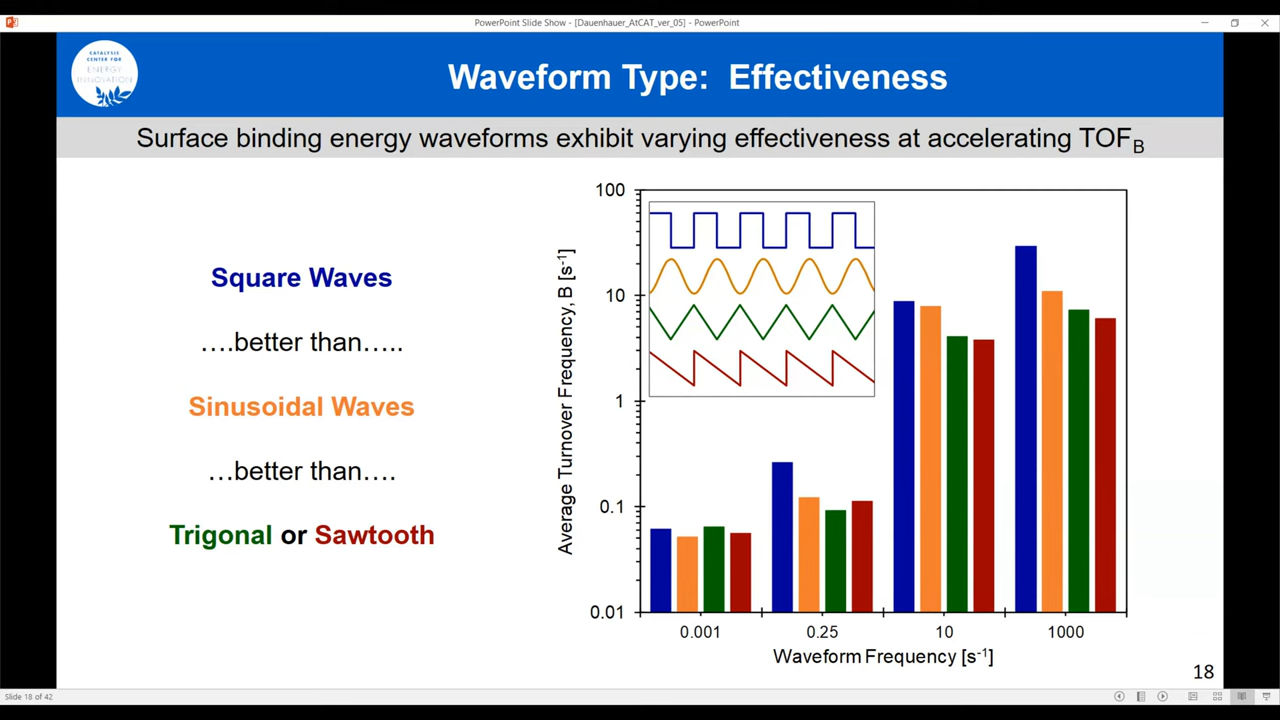 PowerPoint Slide Show - [Dauenhauer_AtCAT_ver_05] - PowerPoint
CATALYSIS
CENTER FOR
ENERGY
INNOVATION
Waveform Type:  Effectiveness
Surface binding energy waveforms exhibit varying effectiveness at accelerating TOF_B
Square Waves
….better than…..
Sinusoidal Waves
…better than….
Trigonal or Sawtooth
Average Turnover Frequency, B [s⁻¹]
100
10
1
0.1
0.01
0.001
0.25
10
1000
Waveform Frequency [s⁻¹]
18
Slide 18 of 42